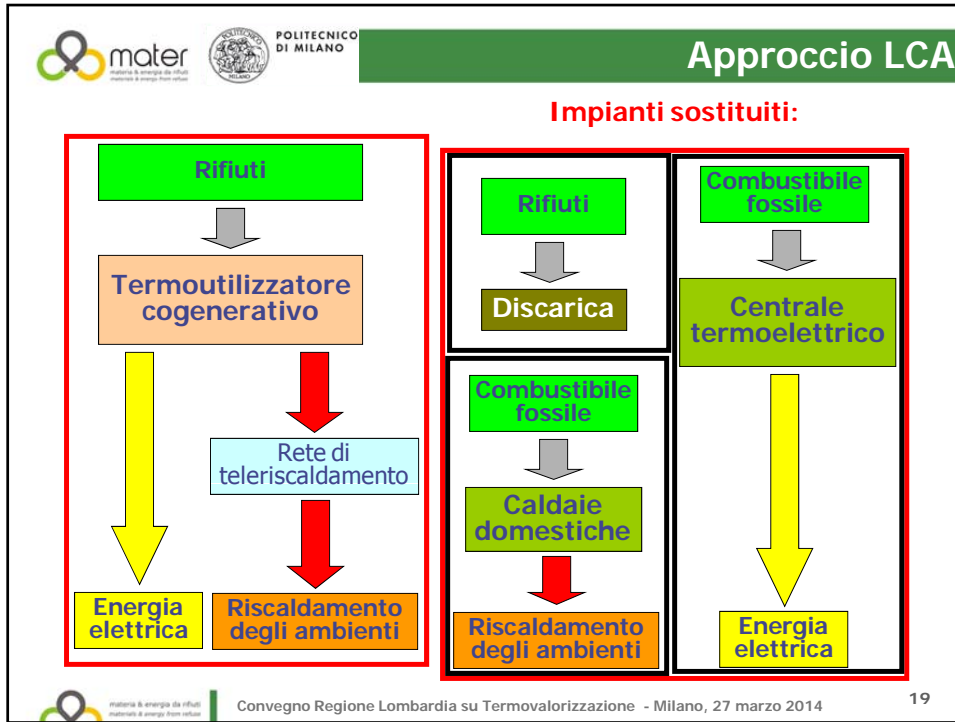 mater
materia & energia da rifiuti
materials & energy from refuse
MILANO
POLITECNICO
DI MILANO
Approccio LCA
Impianti sostituiti:
Rifiuti
Termoutilizzatore
cogenerativo
Rete di
teleriscaldamento
Energia
elettrica
Riscaldamento
degli ambienti
Rifiuti
Discarica
Combustibile
fossile
Caldaie
domestiche
Riscaldamento
degli ambienti
Combustibile
fossile
Centrale
termoelettrico
Energia
elettrica
materia & energia da rifiuti
materials & energy from refuse
Convegno Regione Lombardia su Termovalorizzazione - Milano, 27 marzo 2014
19